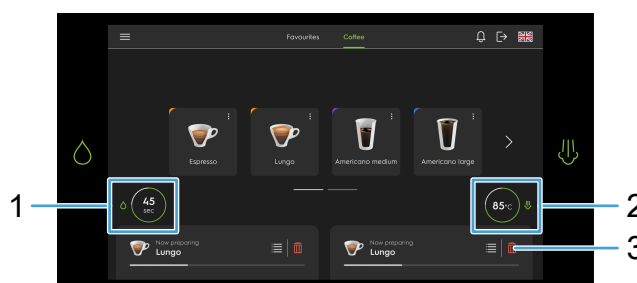 Favourites Coffee
Espresso Lungo Americano medium Americano large
1 45 sec 85°C 2
3
Now preparing Now preparing
Lungo Lungo